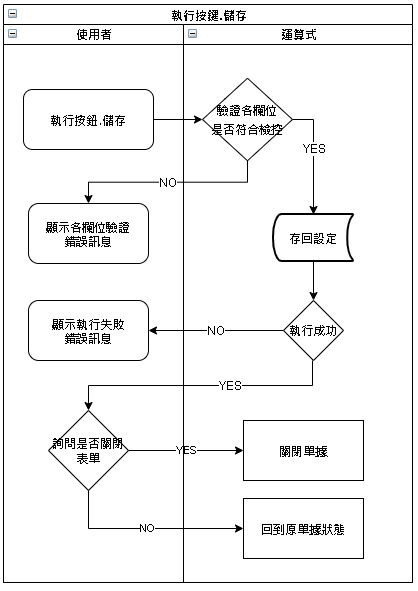 執行按鍵.儲存
使用者
運算式
執行按鈕.儲存
驗證各欄位
是否符合檢控
YES
NO
顯示各欄位驗證
錯誤訊息
存回設定
顯示執行失敗
錯誤訊息
NO
執行成功
YES
詢問是否關閉
表單
YES
關閉單據
NO
回到原單據狀態